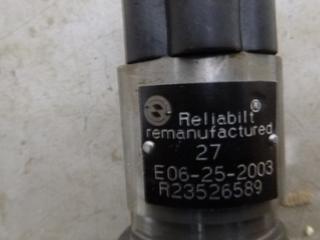 Reliabilt®
remanufactured
27
E06-25-2003
R23526589